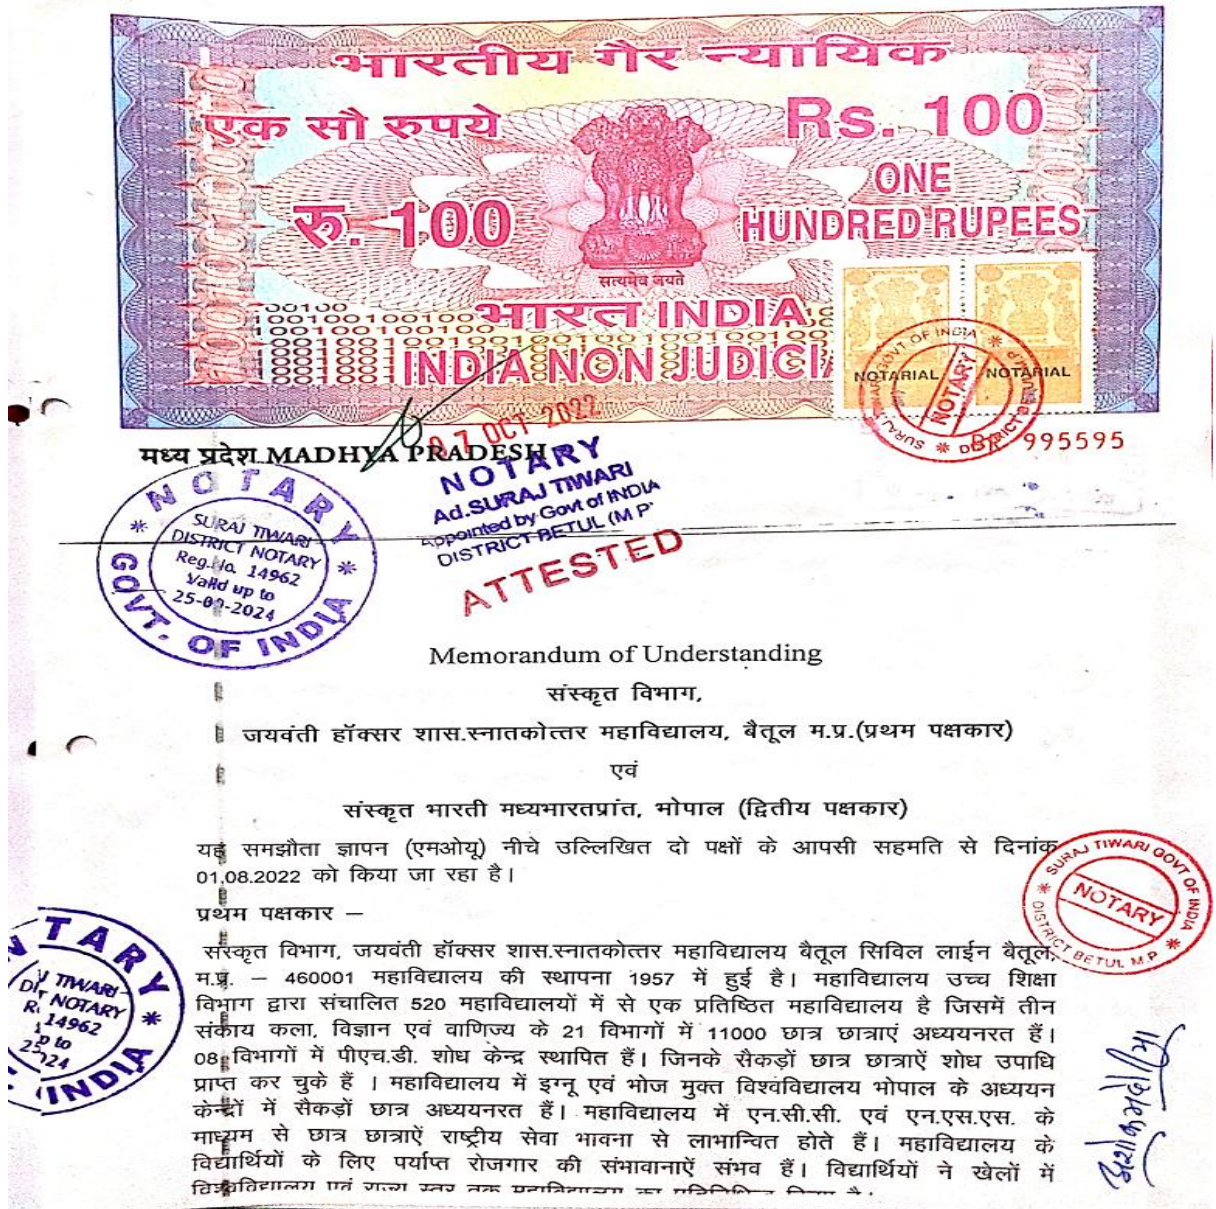 भारतीय गैर न्यायिक
एक सौ रुपये
Rs. 100
रु. 100
ONE
HUNDRED RUPEES
सत्यमेव जयते
भारत INDIA
INDIA NON JUDICIA
NOTARIAL
NOTARIAL
NOTARY
07 OCT 2022
995595
मध्य प्रदेश MADHYA PRADESH
NOTARY
Ad.SURAJ TIWARI
Appointed by Govt of INDIA
DISTRICT BETUL (M P)
ATTESTED
NOTARY
SURAJ TIWARI
DISTRICT NOTARY
Reg.No. 14962
Valid up to
GOVT. OF INDIA
Memorandum of Understanding
संस्कृत विभाग,
जयवंती हॉक्सर शास.स्नातकोत्तर महाविद्यालय, बैतूल म.प्र.(प्रथम पक्षकार)
एवं
संस्कृत भारती मध्यभारतप्रांत, भोपाल (द्वितीय पक्षकार)
यह समझौता ज्ञापन (एमओयू) नीचे उल्लिखित दो पक्षों के आपसी सहमति से दिनांक
01.08.2022 को किया जा रहा है।
प्रथम पक्षकार –
संस्कृत विभाग, जयवंती हॉक्सर शास.स्नातकोत्तर महाविद्यालय बैतूल सिविल लाईन बैतूल,
म.प्र. – 460001 महाविद्यालय की स्थापना 1957 में हुई है। महाविद्यालय उच्च शिक्षा
विभाग द्वारा संचालित 520 महाविद्यालयों में से एक प्रतिष्ठित महाविद्यालय है जिसमें तीन
संकाय कला, विज्ञान एवं वाणिज्य के 21 विभागों में 11000 छात्र छात्राएं अध्ययनरत हैं।
08 विभागों में पीएच.डी. शोध केन्द्र स्थापित हैं। जिनके सैकड़ों छात्र छात्राऐं शोध उपाधि
प्राप्त कर चुके हैं । महाविद्यालय में इग्नू एवं भोज मुक्त विश्वंविद्यालय भोपाल के अध्ययन
केन्द्रों में सैकड़ों छात्र अध्ययनरत हैं। महाविद्यालय में एन.सी.सी. एवं एन.एस.एस. के
माध्यम से छात्र छात्राऐं राष्ट्रीय सेवा भावना से लाभान्वित होते हैं। महाविद्यालय के
विद्यार्थियों के लिए पर्याप्त रोजगार की संभावानाऐं संभव हैं। विद्यार्थियों ने खेलों में
SURAJ TIWARI GOVT OF INDIA
NOTARY
DISTRICT BETUL M.P